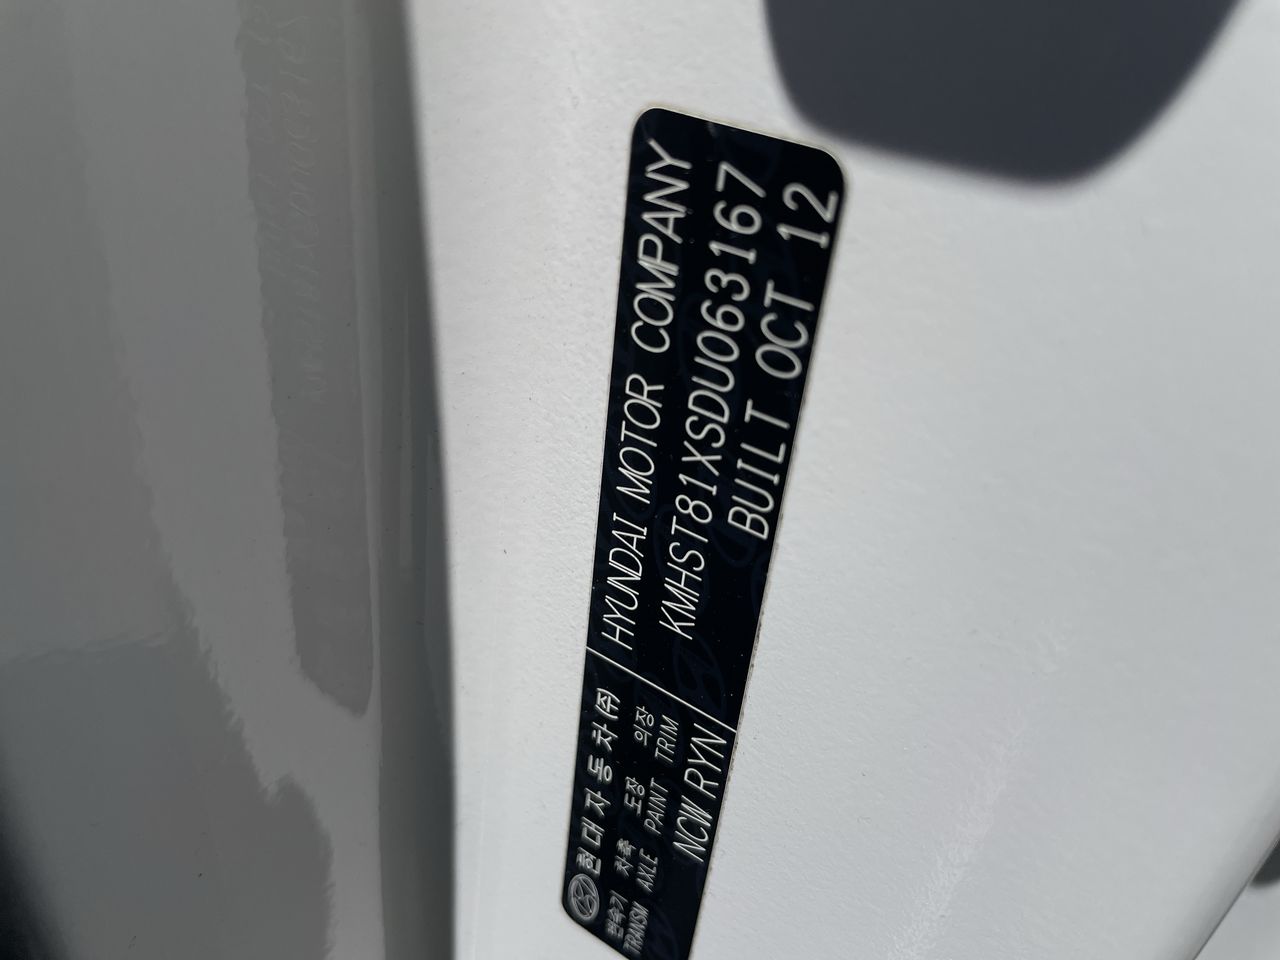 현대자동차(주) HYUNDAI MOTOR COMPANY
변속기 차축 도장 의장 KMHST81XSDU063167
TRANSM AXLE PAINT TRIM
NCW RYN BUILT OCT 12